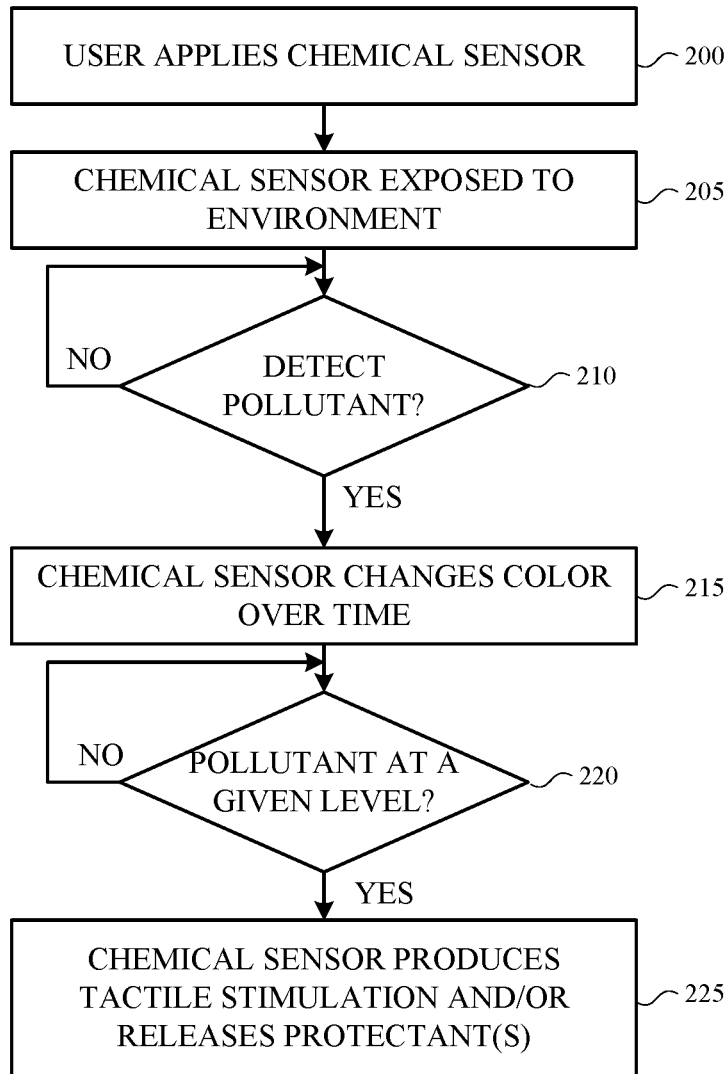 USER APPLIES CHEMICAL SENSOR
200
CHEMICAL SENSOR EXPOSED TO
ENVIRONMENT
205
NO
DETECT
POLLUTANT?
210
YES
CHEMICAL SENSOR CHANGES COLOR
OVER TIME
215
NO
POLLUTANT AT A
GIVEN LEVEL?
220
YES
CHEMICAL SENSOR PRODUCES
TACTILE STIMULATION AND/OR
RELEASES PROTECTANT(S)
225